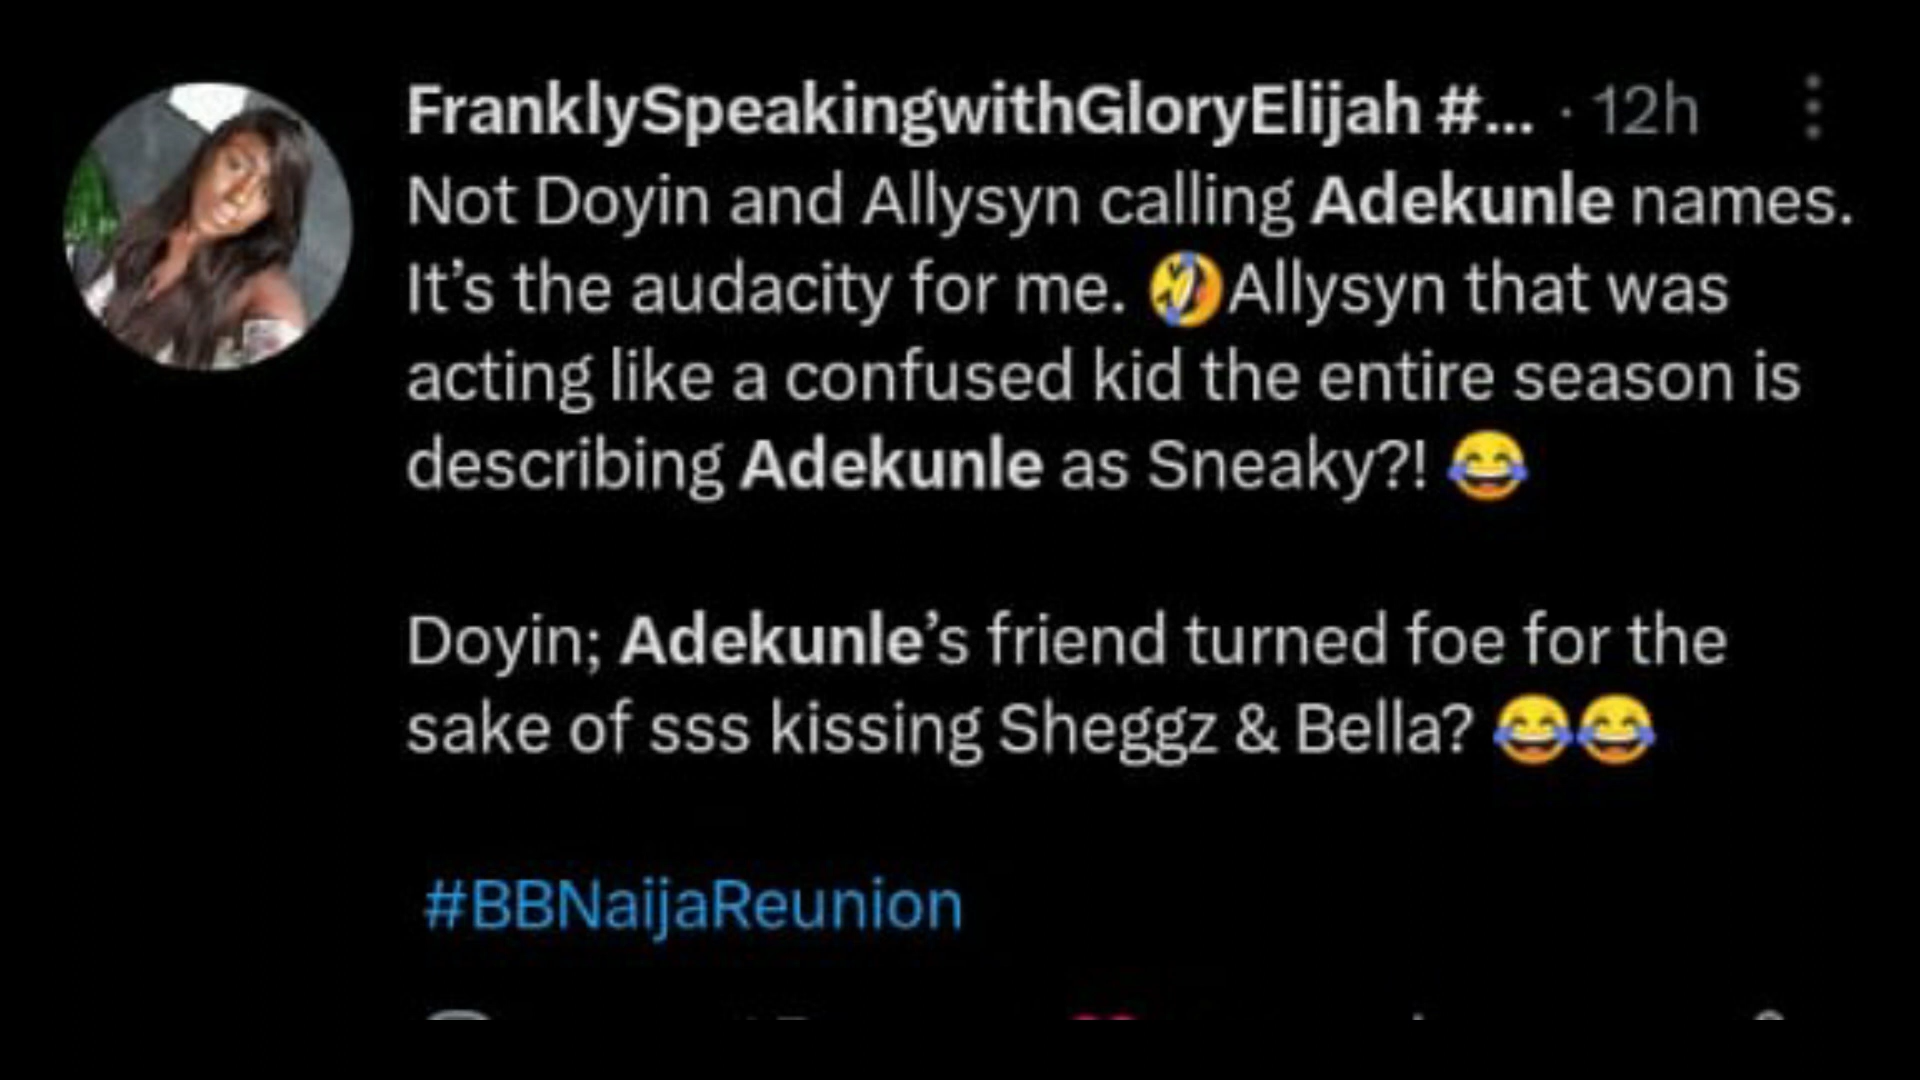 FranklySpeakingwithGloryElijah #... · 12h
Not Doyin and Allysyn calling Adekunle names.
It's the audacity for me. 🤣Allysyn that was
acting like a confused kid the entire season is
describing Adekunle as Sneaky?! 😂
Doyin; Adekunle's friend turned foe for the
sake of sss kissing Sheggz & Bella? 😂😂
#BBNaijaReunion